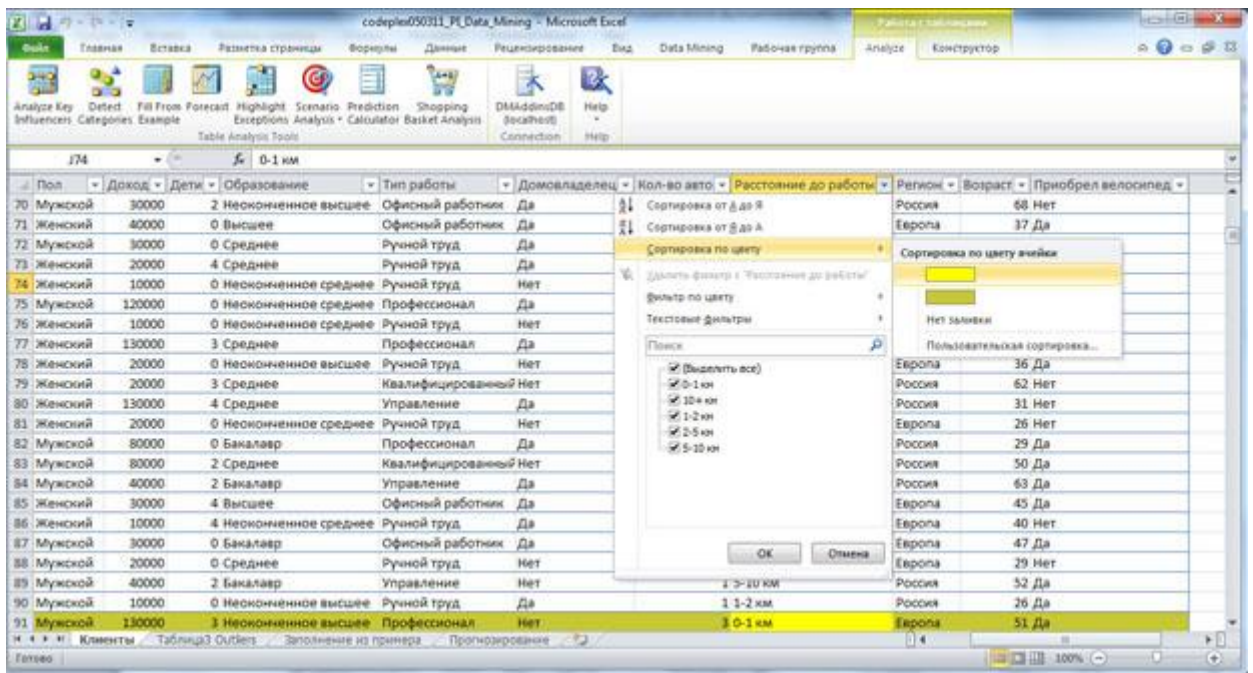 codeplex050311_PI_Data_Mining - Microsoft Excel
Работа с таблицами
Файл Главная Вставка Разметка страницы Формулы Данные Рецензирование Вид Data Mining Рабочая группа Analyze Конструктор
Analyze Key Influencers Detect Categories Fill From Example Forecast Highlight Exceptions Scenario Analysis Prediction Calculator Shopping Basket Analysis DMAddinsDB (localhost) Help
Table Analysis Tools Connection Help
J74 fx 0-1 км
Пол Доход Дети Образование Тип работы Домовладелец Кол-во авто Расстояние до работы Регион Возраст Приобрел велосипед
70 Мужской 30000 2 Неоконченное высшее Офисный работник Да Россия 68 Нет
71 Женский 40000 0 Высшее Офисный работник Да Европа 37 Да
72 Мужской 30000 0 Среднее Ручной труд Да
73 Женский 20000 4 Среднее Ручной труд Да
74 Женский 10000 0 Неоконченное среднее Ручной труд Нет
75 Мужской 120000 0 Неоконченное среднее Профессионал Да
76 Женский 10000 0 Неоконченное среднее Ручной труд Нет
77 Женский 130000 3 Среднее Профессионал Да
78 Женский 20000 0 Неоконченное высшее Ручной труд Нет Европа 36 Да
79 Женский 20000 3 Среднее Квалифицированный Нет Россия 62 Нет
80 Женский 130000 4 Среднее Управление Да Россия 31 Нет
81 Женский 20000 0 Неоконченное среднее Ручной труд Нет Европа 26 Нет
82 Мужской 80000 0 Бакалавр Профессионал Да Россия 29 Да
83 Мужской 80000 2 Среднее Квалифицированный Нет Россия 50 Да
84 Мужской 40000 2 Бакалавр Управление Да Россия 63 Да
85 Женский 30000 4 Высшее Офисный работник Да Европа 45 Да
86 Женский 10000 4 Неоконченное среднее Ручной труд Да Европа 40 Нет
87 Мужской 30000 0 Бакалавр Офисный работник Да Европа 47 Да
88 Мужской 20000 0 Среднее Ручной труд Нет Европа 29 Нет
89 Мужской 40000 2 Бакалавр Управление Нет 1 5-10 км Россия 52 Да
90 Мужской 10000 0 Неоконченное высшее Ручной труд Да 1 1-2 км Россия 26 Да
91 Мужской 130000 3 Неоконченное высшее Профессионал Нет 3 0-1 км Европа 51 Да
Сортировка от А до Я
Сортировка от Я до А
Сортировка по цвету
Удалить фильтр с "Расстояние до работы"
Фильтр по цвету
Текстовые фильтры
Поиск
(Выделить все)
0-1 км
10+ км
1-2 км
2-5 км
5-10 км
ОК Отмена
Сортировка по цвету ячейки
Нет заливки
Пользовательская сортировка...
Клиенты Таблица3 Outliers Заполнение из примера Прогнозирование
Готово 100%